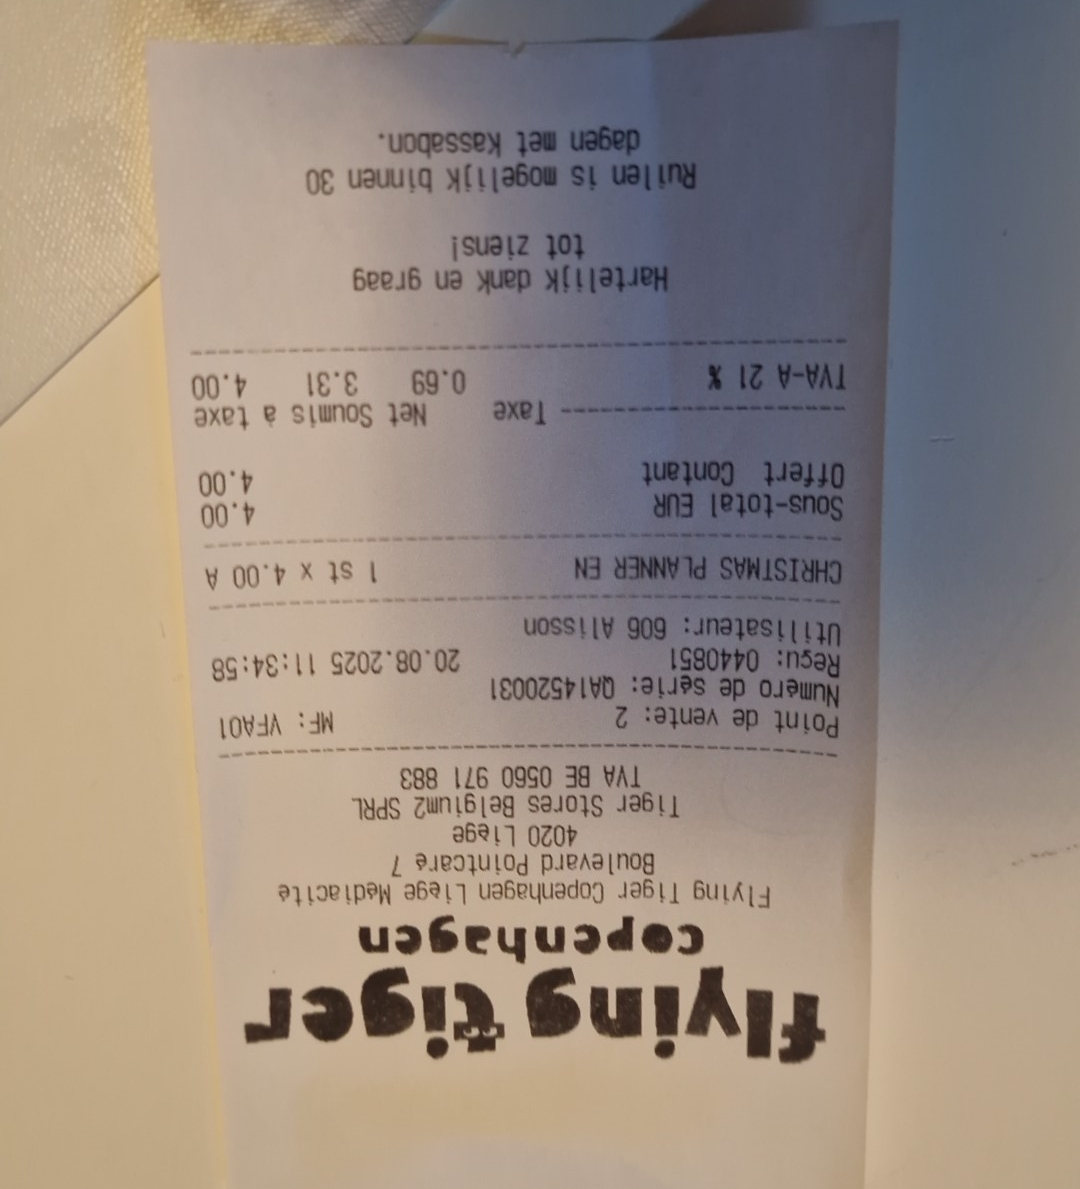 flying tiger
copenhagen
Flying Tiger Copenhagen Liege Mediacite
Boulevard Pointcaré 7
4020 Liège
Tiger Stores Belgium2 SPRL
TVA BE 0560 971 883
Point de vente: 2 MF: VFA01
Numéro de série: QA14520031
Reçu: 0440851 20.08.2025 11:34:58
Utilisateur: 606 Alisson
CHRISTMAS PLANNER EN 1 st x 4.00 A
Sous-total EUR 4.00
Offert Contant 4.00
Taxe Net Soumis à taxe
TVA-A 21 % 0.69 3.31 4.00
Hartelijk dank en graag
tot ziens!
Ruilen is mogelijk binnen 30
dagen met kassabon.